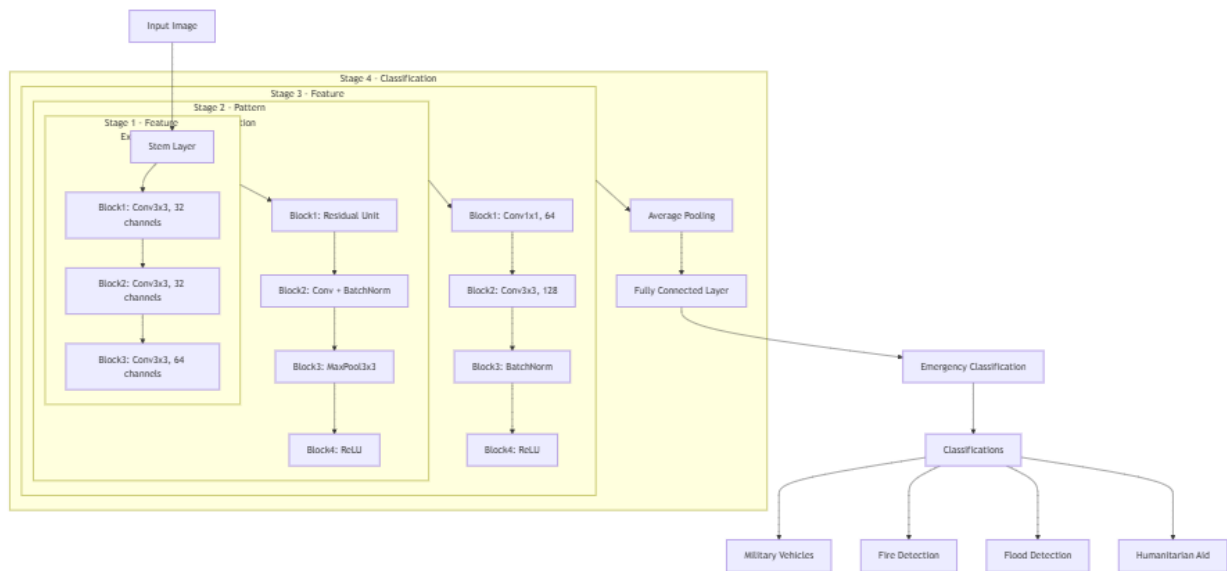 Input Image
Stage 4 - Classification
Stage 3 - Feature
Stage 2 - Pattern
Stage 1 - Feature
Stem Layer
Block1: Conv3x3, 32
channels
Block2: Conv3x3, 32
channels
Block3: Conv3x3, 64
channels
Block1: Residual Unit
Block2: Conv + BatchNorm
Block3: MaxPool3x3
Block4: ReLU
Block1: Conv1x1, 64
Block2: Conv3x3, 128
Block3: BatchNorm
Block4: ReLU
Average Pooling
Fully Connected Layer
Emergency Classification
Classifications
Military Vehicles
Fire Detection
Flood Detection
Humanitarian Aid